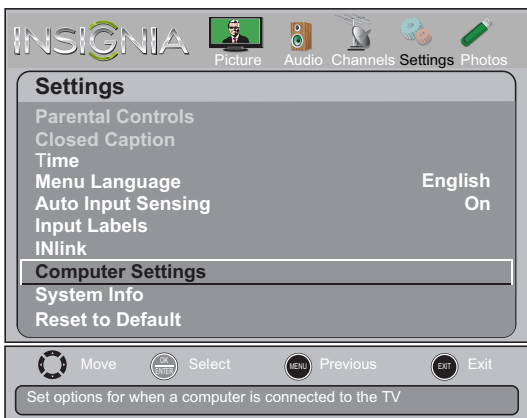 INSIGNIA
Picture Audio Channels Settings Photos
Settings
Parental Controls
Closed Caption
Time
Menu Language English
Auto Input Sensing On
Input Labels
INlink
Computer Settings
System Info
Reset to Default
Move OK ENTER Select MENU Previous EXIT Exit
Set options for when a computer is connected to the TV